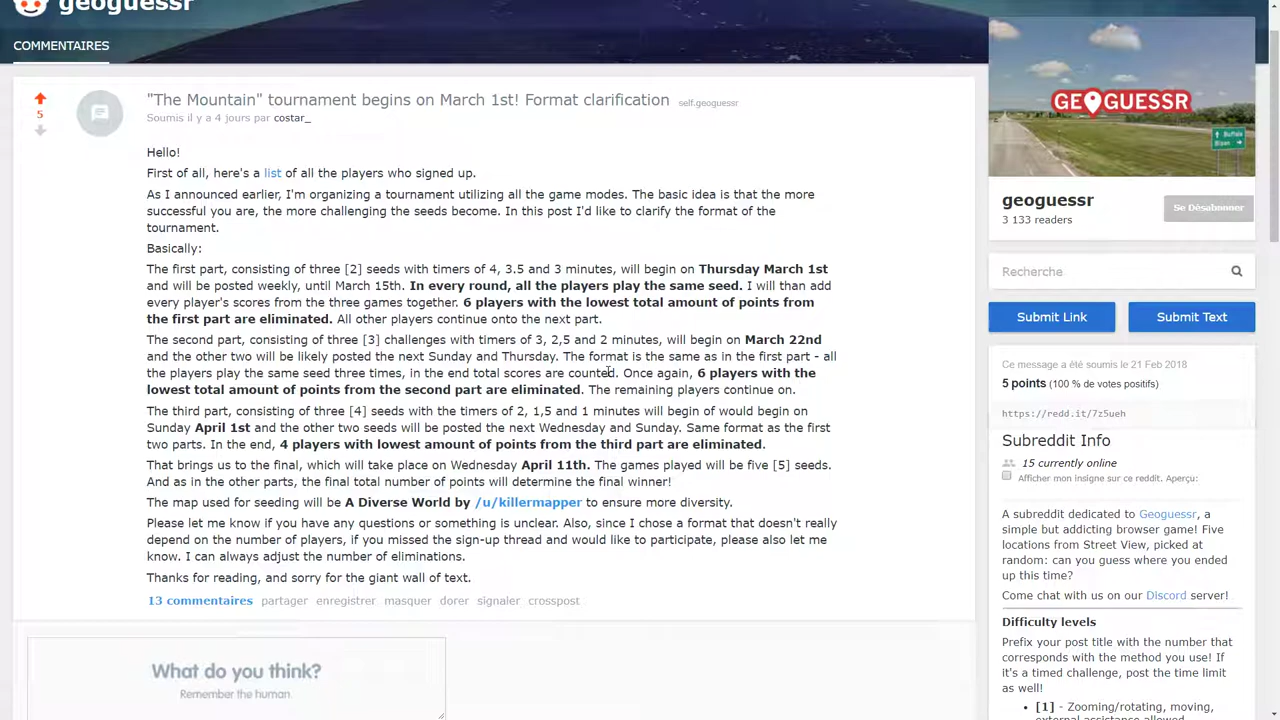 geoguessr
COMMENTAIRES
5
"The Mountain" tournament begins on March 1st! Format clarification self.geoguessr
Soumis il y a 4 jours par costar_
Hello!
First of all, here's a list of all the players who signed up.
As I announced earlier, I'm organizing a tournament utilizing all the game modes. The basic idea is that the more
successful you are, the more challenging the seeds become. In this post I'd like to clarify the format of the
tournament.
Basically:
The first part, consisting of three [2] seeds with timers of 4, 3.5 and 3 minutes, will begin on Thursday March 1st
and will be posted weekly, until March 15th. In every round, all the players play the same seed. I will than add
every player's scores from the three games together. 6 players with the lowest total amount of points from
the first part are eliminated. All other players continue onto the next part.
The second part, consisting of three [3] challenges with timers of 3, 2,5 and 2 minutes, will begin on March 22nd
and the other two will be likely posted the next Sunday and Thursday. The format is the same as in the first part - all
the players play the same seed three times, in the end total scores are counted. Once again, 6 players with the
lowest total amount of points from the second part are eliminated. The remaining players continue on.
The third part, consisting of three [4] seeds with the timers of 2, 1,5 and 1 minutes will begin of would begin on
Sunday April 1st and the other two seeds will be posted the next Wednesday and Sunday. Same format as the first
two parts. In the end, 4 players with lowest amount of points from the third part are eliminated.
That brings us to the final, which will take place on Wednesday April 11th. The games played will be five [5] seeds.
And as in the other parts, the final total number of points will determine the final winner!
The map used for seeding will be A Diverse World by /u/killermapper to ensure more diversity.
Please let me know if you have any questions or something is unclear. Also, since I chose a format that doesn't really
depend on the number of players, if you missed the sign-up thread and would like to participate, please also let me
know. I can always adjust the number of eliminations.
Thanks for reading, and sorry for the giant wall of text.
13 commentaires partager enregistrer masquer dorer signaler crosspost
What do you think?
Remember the human.
GEOGUESSR
Buffalo
Bison
geoguessr
3 133 readers
Se Désabonner
Recherche
Submit Link Submit Text
Ce message a été soumis le 21 Feb 2018
5 points (100 % de votes positifs)
https://redd.it/7z5ueh
Subreddit Info
15 currently online
Afficher mon insigne sur ce reddit. Aperçu:
A subreddit dedicated to Geoguessr, a
simple but addicting browser game! Five
locations from Street View, picked at
random: can you guess where you ended
up this time?
Come chat with us on our Discord server!
Difficulty levels
Prefix your post title with the number that
corresponds with the method you use! If
it's a timed challenge, post the time limit
as well!
[1] - Zooming/rotating, moving,
external assistance allowed